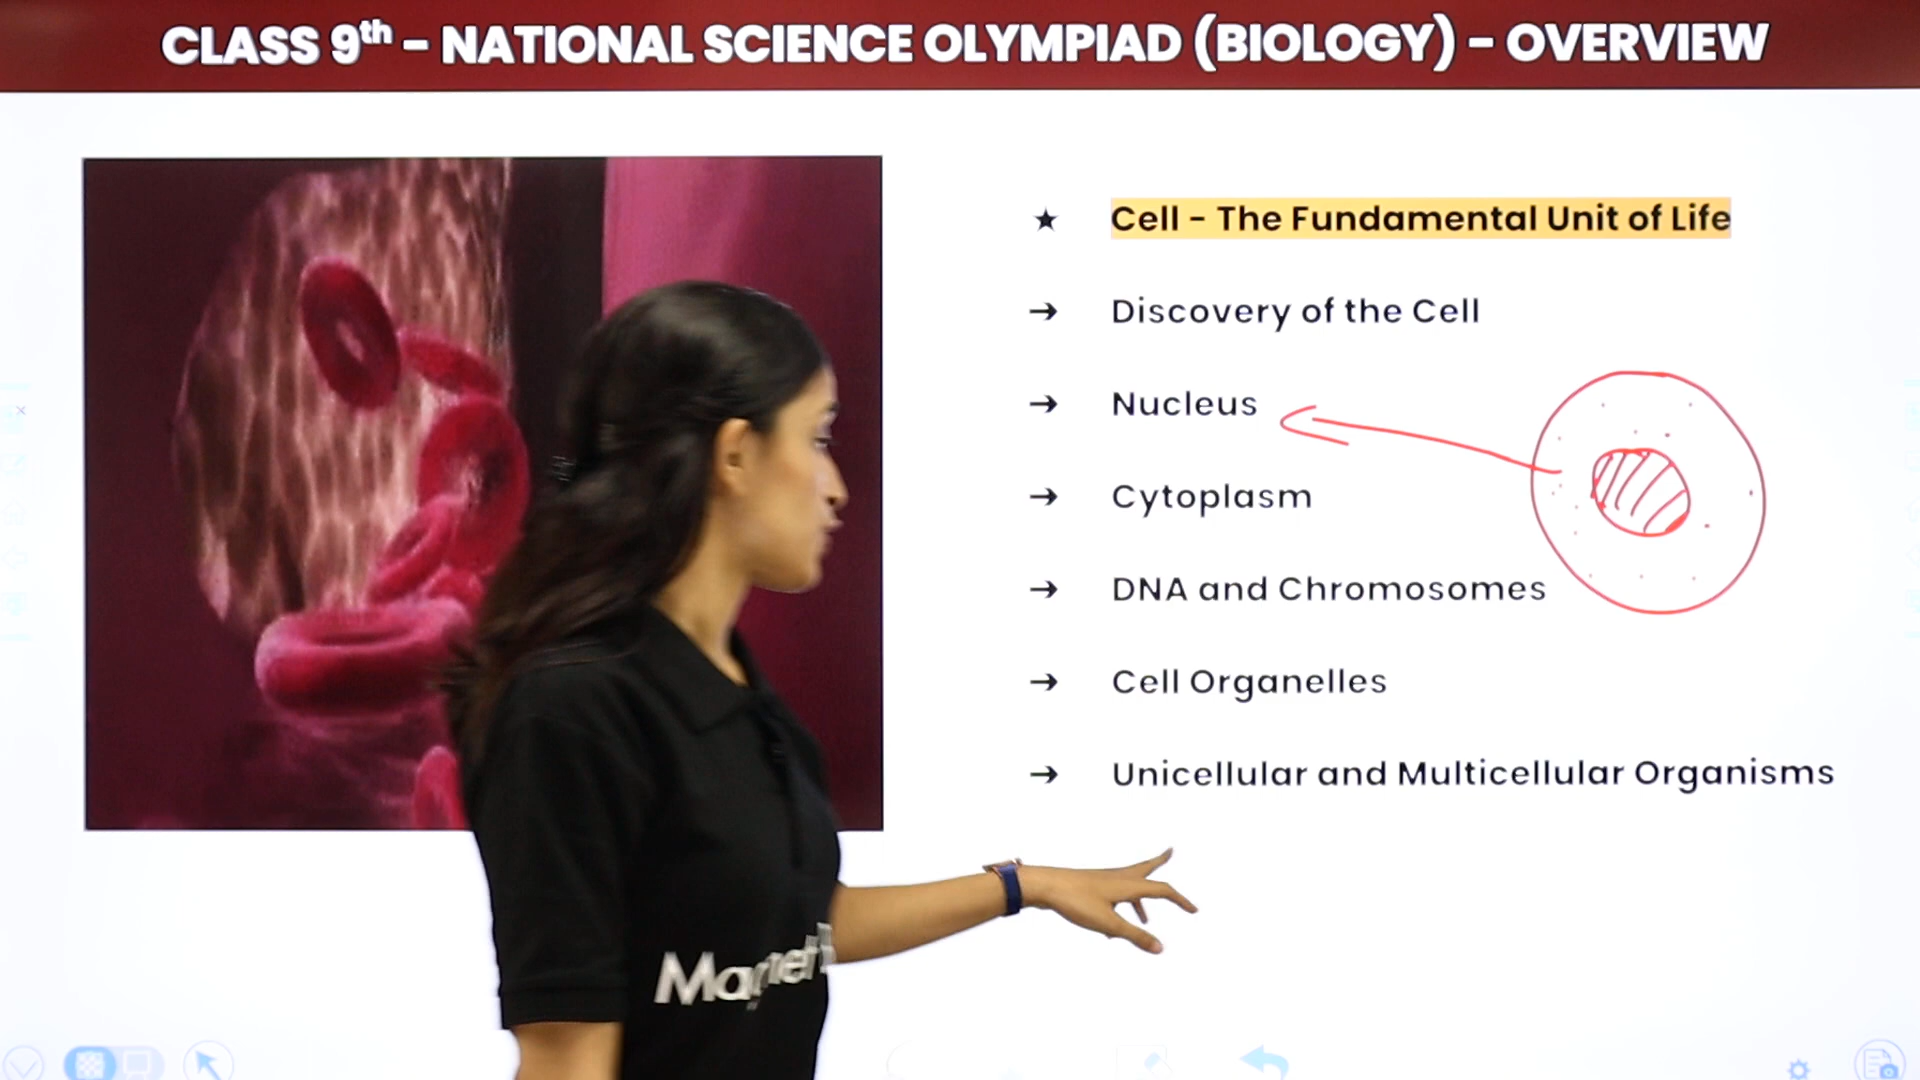 CLASS 9th - NATIONAL SCIENCE OLYMPIAD (BIOLOGY) - OVERVIEW
★ Cell - The Fundamental Unit of Life
→ Discovery of the Cell
→ Nucleus
→ Cytoplasm
→ DNA and Chromosomes
→ Cell Organelles
→ Unicellular and Multicellular Organisms